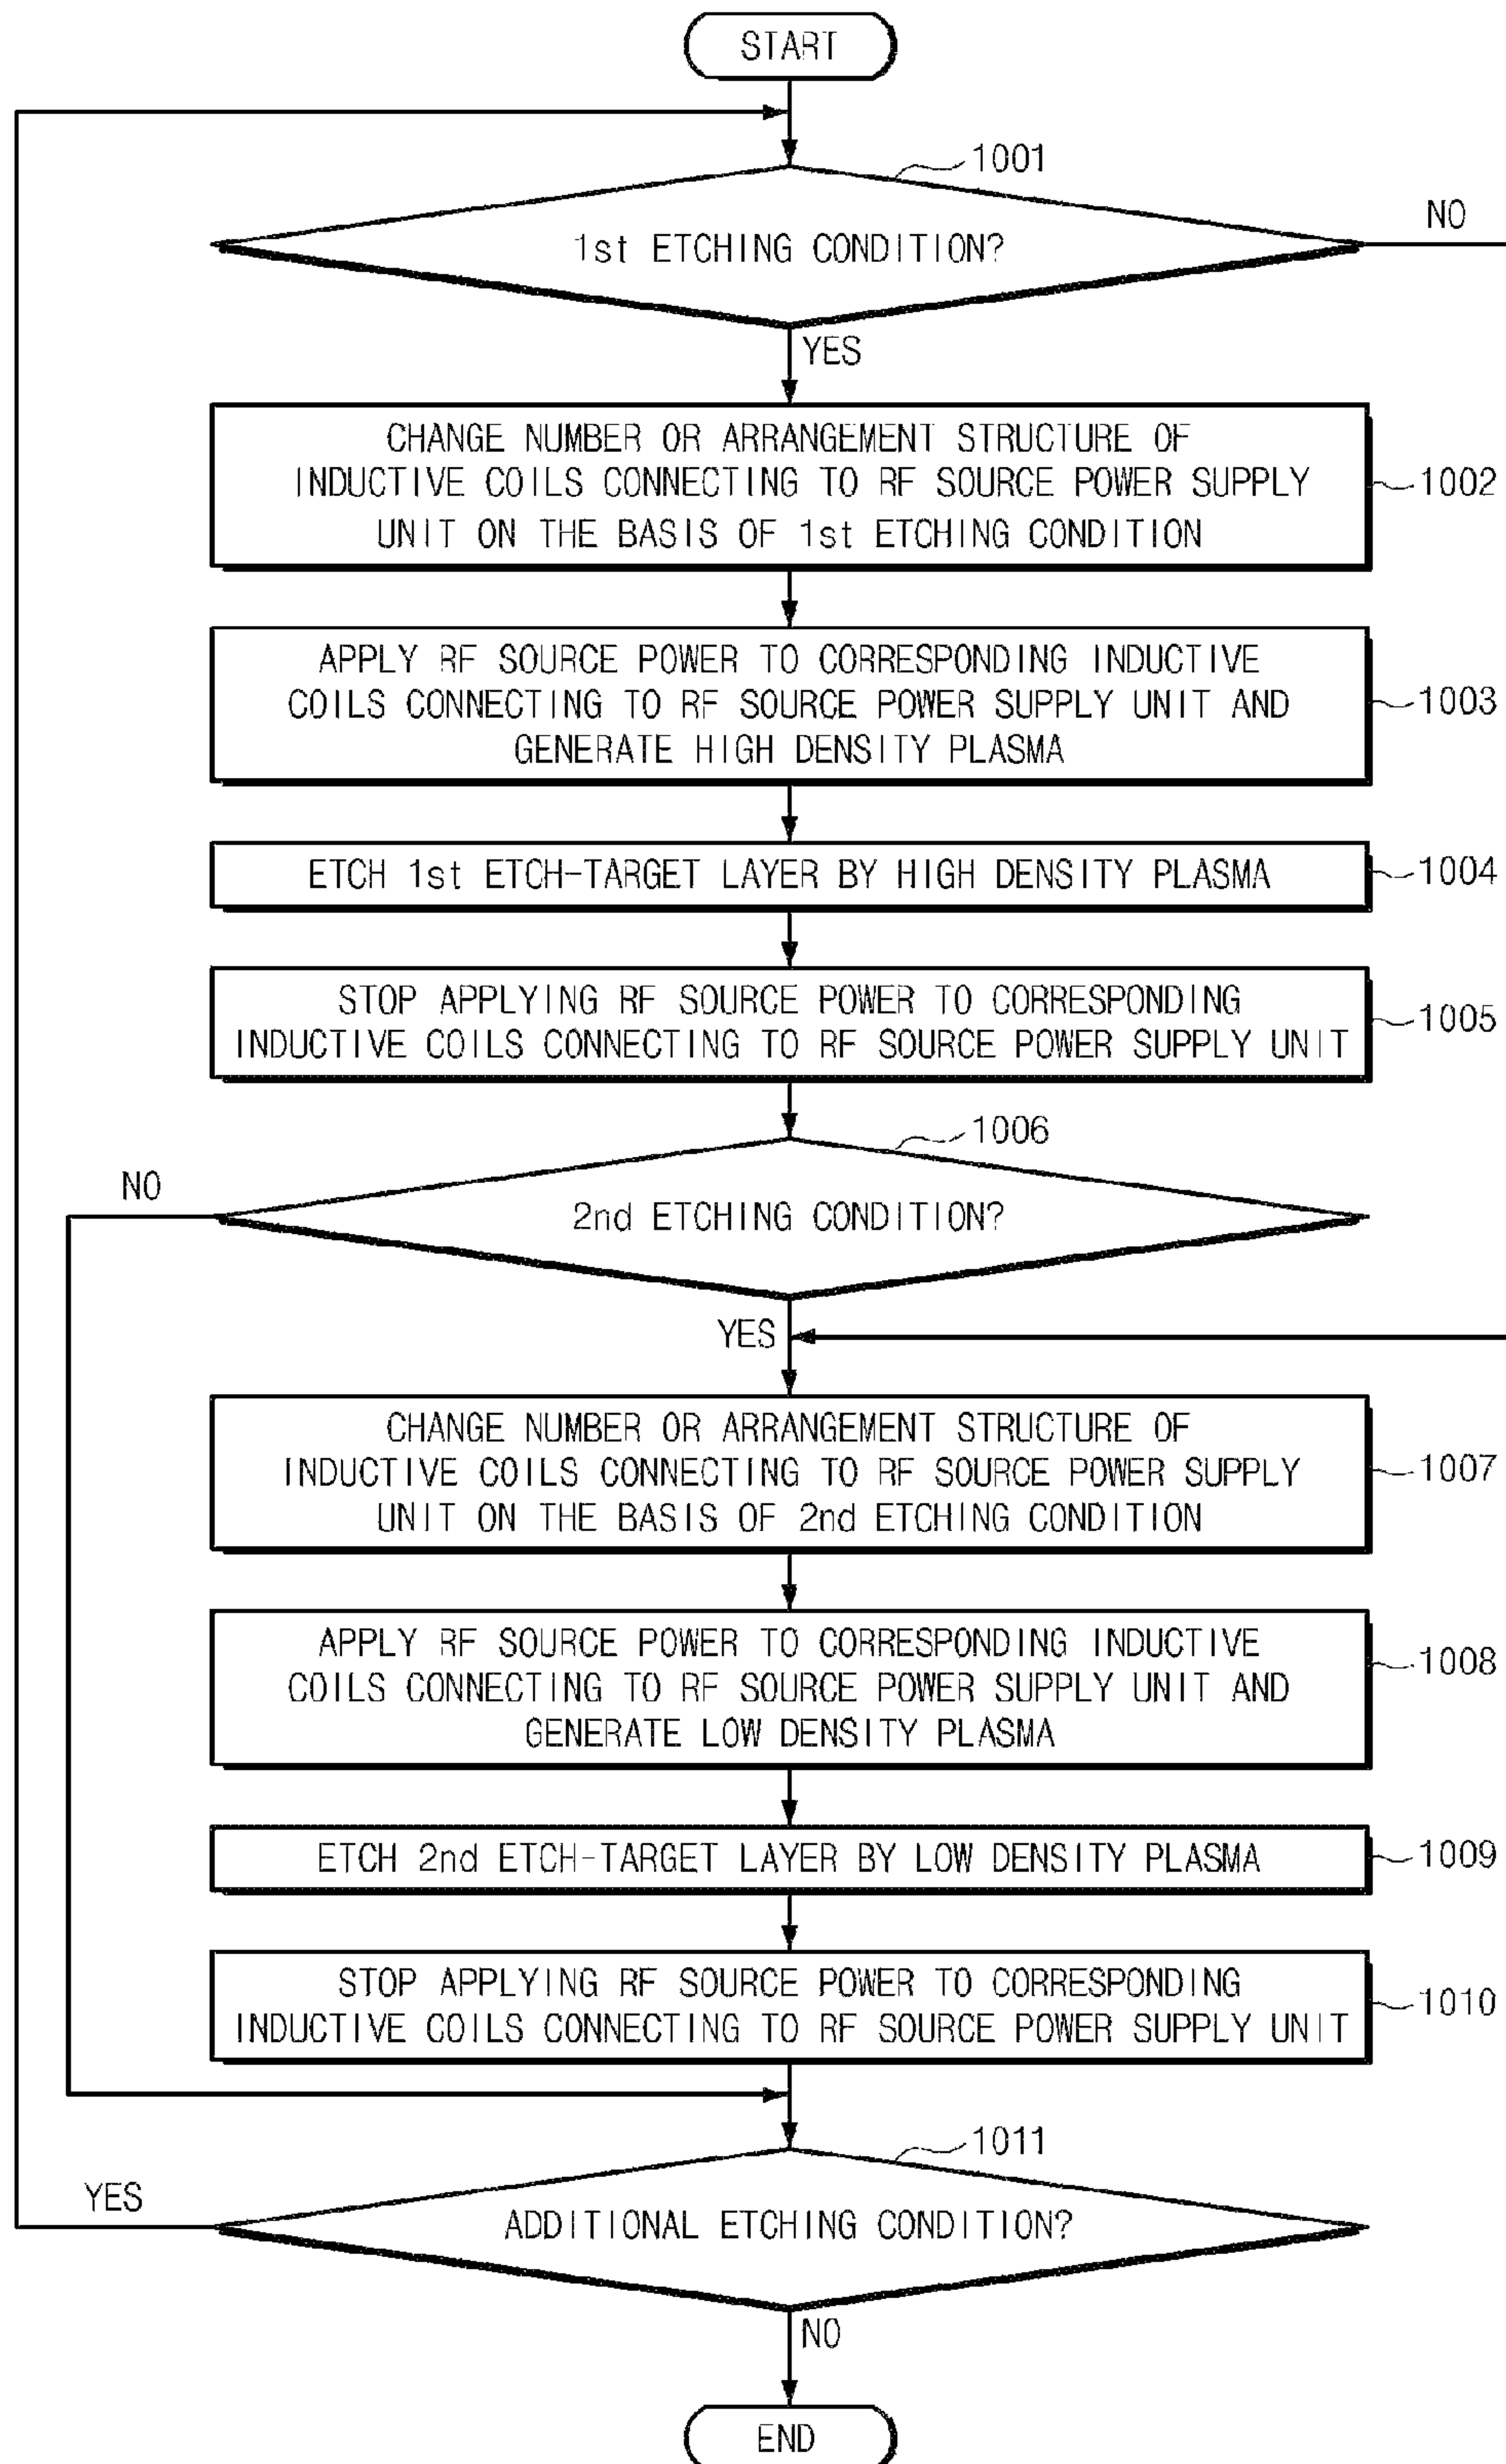 START
1001
1st ETCHING CONDITION?
NO
YES
CHANGE NUMBER OR ARRANGEMENT STRUCTURE OF
INDUCTIVE COILS CONNECTING TO RF SOURCE POWER SUPPLY
UNIT ON THE BASIS OF 1st ETCHING CONDITION
1002
APPLY RF SOURCE POWER TO CORRESPONDING INDUCTIVE
COILS CONNECTING TO RF SOURCE POWER SUPPLY UNIT AND
GENERATE HIGH DENSITY PLASMA
1003
ETCH 1st ETCH-TARGET LAYER BY HIGH DENSITY PLASMA
1004
STOP APPLYING RF SOURCE POWER TO CORRESPONDING
INDUCTIVE COILS CONNECTING TO RF SOURCE POWER SUPPLY UNIT
1005
1006
NO
2nd ETCHING CONDITION?
YES
CHANGE NUMBER OR ARRANGEMENT STRUCTURE OF
INDUCTIVE COILS CONNECTING TO RF SOURCE POWER SUPPLY
UNIT ON THE BASIS OF 2nd ETCHING CONDITION
1007
APPLY RF SOURCE POWER TO CORRESPONDING INDUCTIVE
COILS CONNECTING TO RF SOURCE POWER SUPPLY UNIT AND
GENERATE LOW DENSITY PLASMA
1008
ETCH 2nd ETCH-TARGET LAYER BY LOW DENSITY PLASMA
1009
STOP APPLYING RF SOURCE POWER TO CORRESPONDING
INDUCTIVE COILS CONNECTING TO RF SOURCE POWER SUPPLY UNIT
1010
1011
YES
ADDITIONAL ETCHING CONDITION?
NO
END